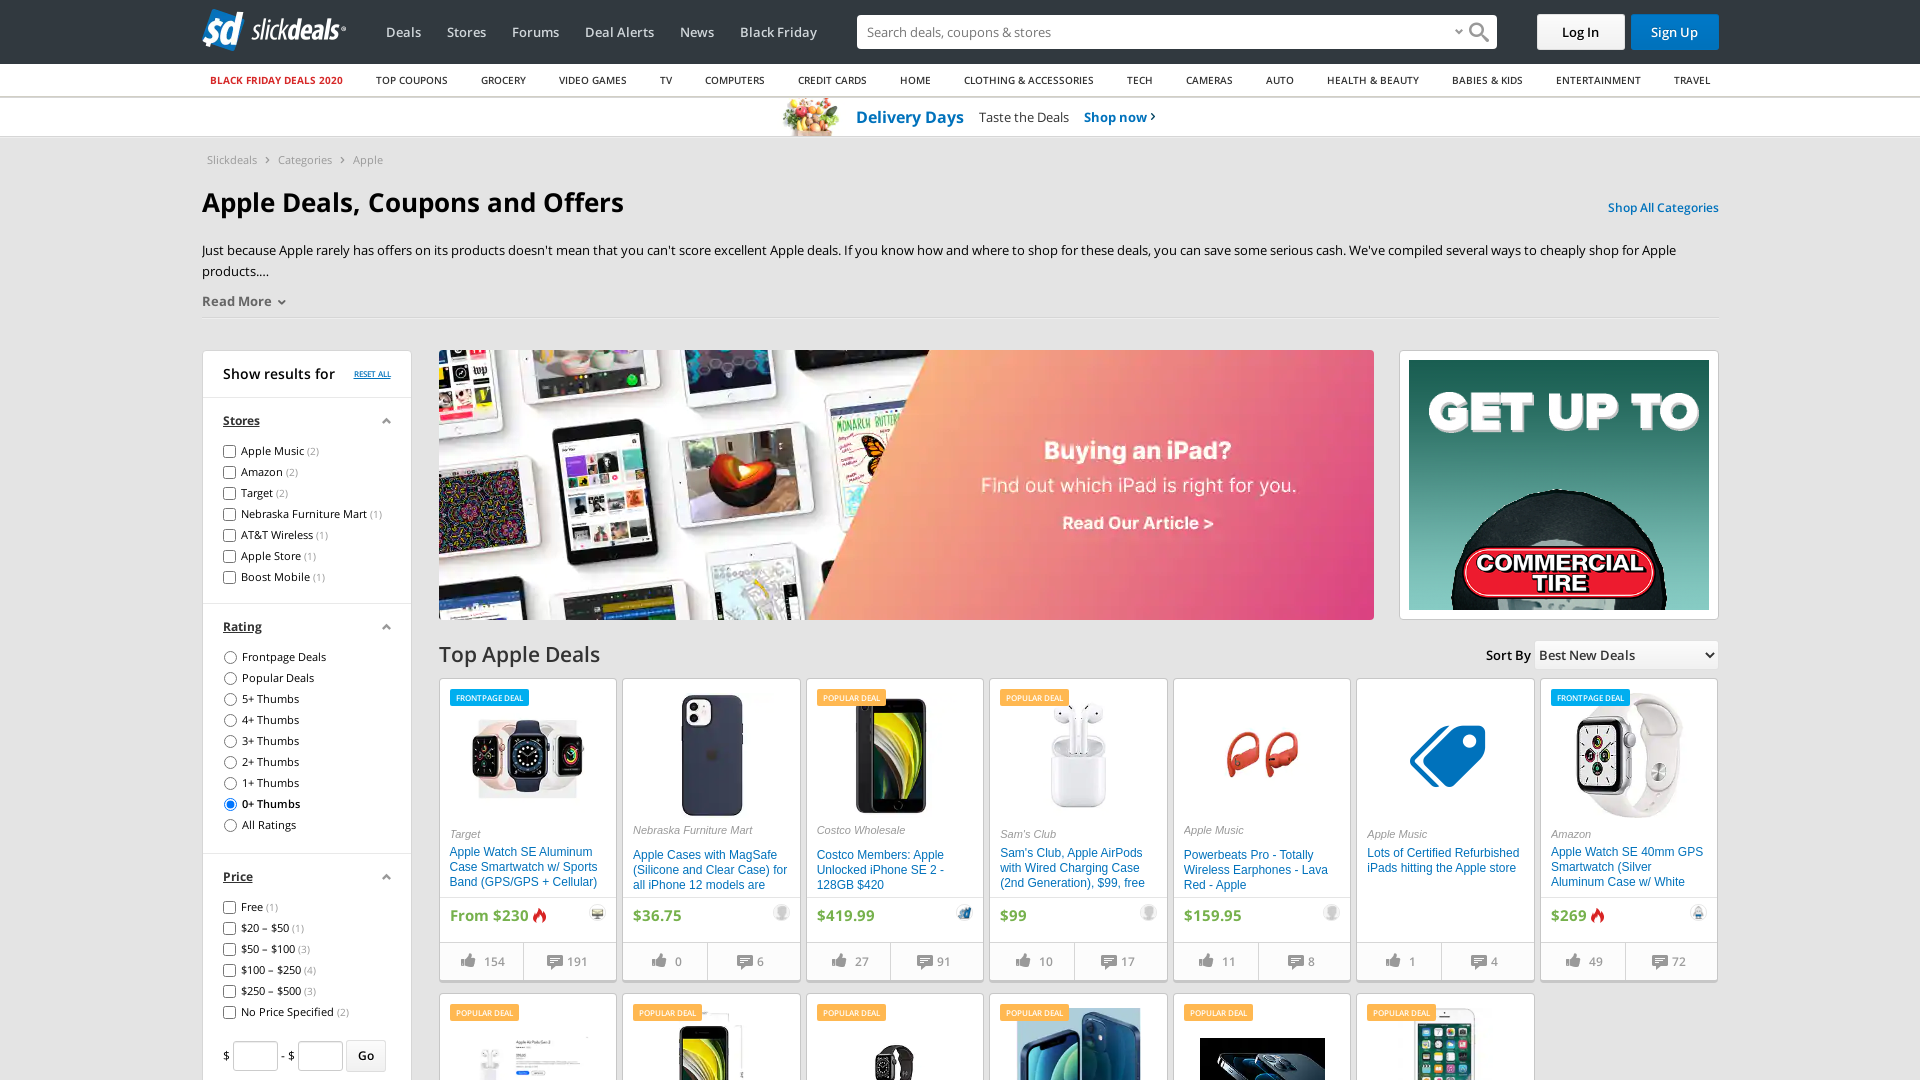 sd slickdeals
Deals
Stores
Forums
Deal Alerts
News
Black Friday
Search deals, coupons & stores
Log In
Sign Up
BLACK FRIDAY DEALS 2020
TOP COUPONS
GROCERY
VIDEO GAMES
TV
COMPUTERS
CREDIT CARDS
HOME
CLOTHING & ACCESSORIES
TECH
CAMERAS
AUTO
HEALTH & BEAUTY
BABIES & KIDS
ENTERTAINMENT
TRAVEL
Delivery Days Taste the Deals Shop now ›
Slickdeals › Categories › Apple
Apple Deals, Coupons and Offers
Shop All Categories
Just because Apple rarely has offers on its products doesn't mean that you can't score excellent Apple deals. If you know how and where to shop for these deals, you can save some serious cash. We've compiled several ways to cheaply shop for Apple
products.…
Read More
Show results for
RESET ALL
Stores
Apple Music (2)
Amazon (2)
Target (2)
Nebraska Furniture Mart (1)
AT&T Wireless (1)
Apple Store (1)
Boost Mobile (1)
Rating
Frontpage Deals
Popular Deals
5+ Thumbs
4+ Thumbs
3+ Thumbs
2+ Thumbs
1+ Thumbs
0+ Thumbs
All Ratings
Price
Free (1)
$20 – $50 (1)
$50 – $100 (3)
$100 – $250 (4)
$250 – $500 (3)
No Price Specified (2)
$ - $ Go
MONARCH BUTTERFLY
Buying an iPad?
Find out which iPad is right for you.
Read Our Article >
GET UP TO
COMMERCIAL
TIRE
Top Apple Deals
Sort By Best New Deals
FRONTPAGE DEAL
Target
Apple Watch SE Aluminum
Case Smartwatch w/ Sports
Band (GPS/GPS + Cellular)
From $230
154
191
Nebraska Furniture Mart
Apple Cases with MagSafe
(Silicone and Clear Case) for
all iPhone 12 models are
$36.75
0
6
POPULAR DEAL
Costco Wholesale
Costco Members: Apple
Unlocked iPhone SE 2 -
128GB $420
$419.99
27
91
POPULAR DEAL
Sam's Club
Sam's Club, Apple AirPods
with Wired Charging Case
(2nd Generation), $99, free
$99
10
17
Apple Music
Powerbeats Pro - Totally
Wireless Earphones - Lava
Red - Apple
$159.95
11
8
Apple Music
Lots of Certified Refurbished
iPads hitting the Apple store
1
4
FRONTPAGE DEAL
Amazon
Apple Watch SE 40mm GPS
Smartwatch (Silver
Aluminum Case w/ White
$269
49
72
POPULAR DEAL
POPULAR DEAL
POPULAR DEAL
POPULAR DEAL
POPULAR DEAL
POPULAR DEAL